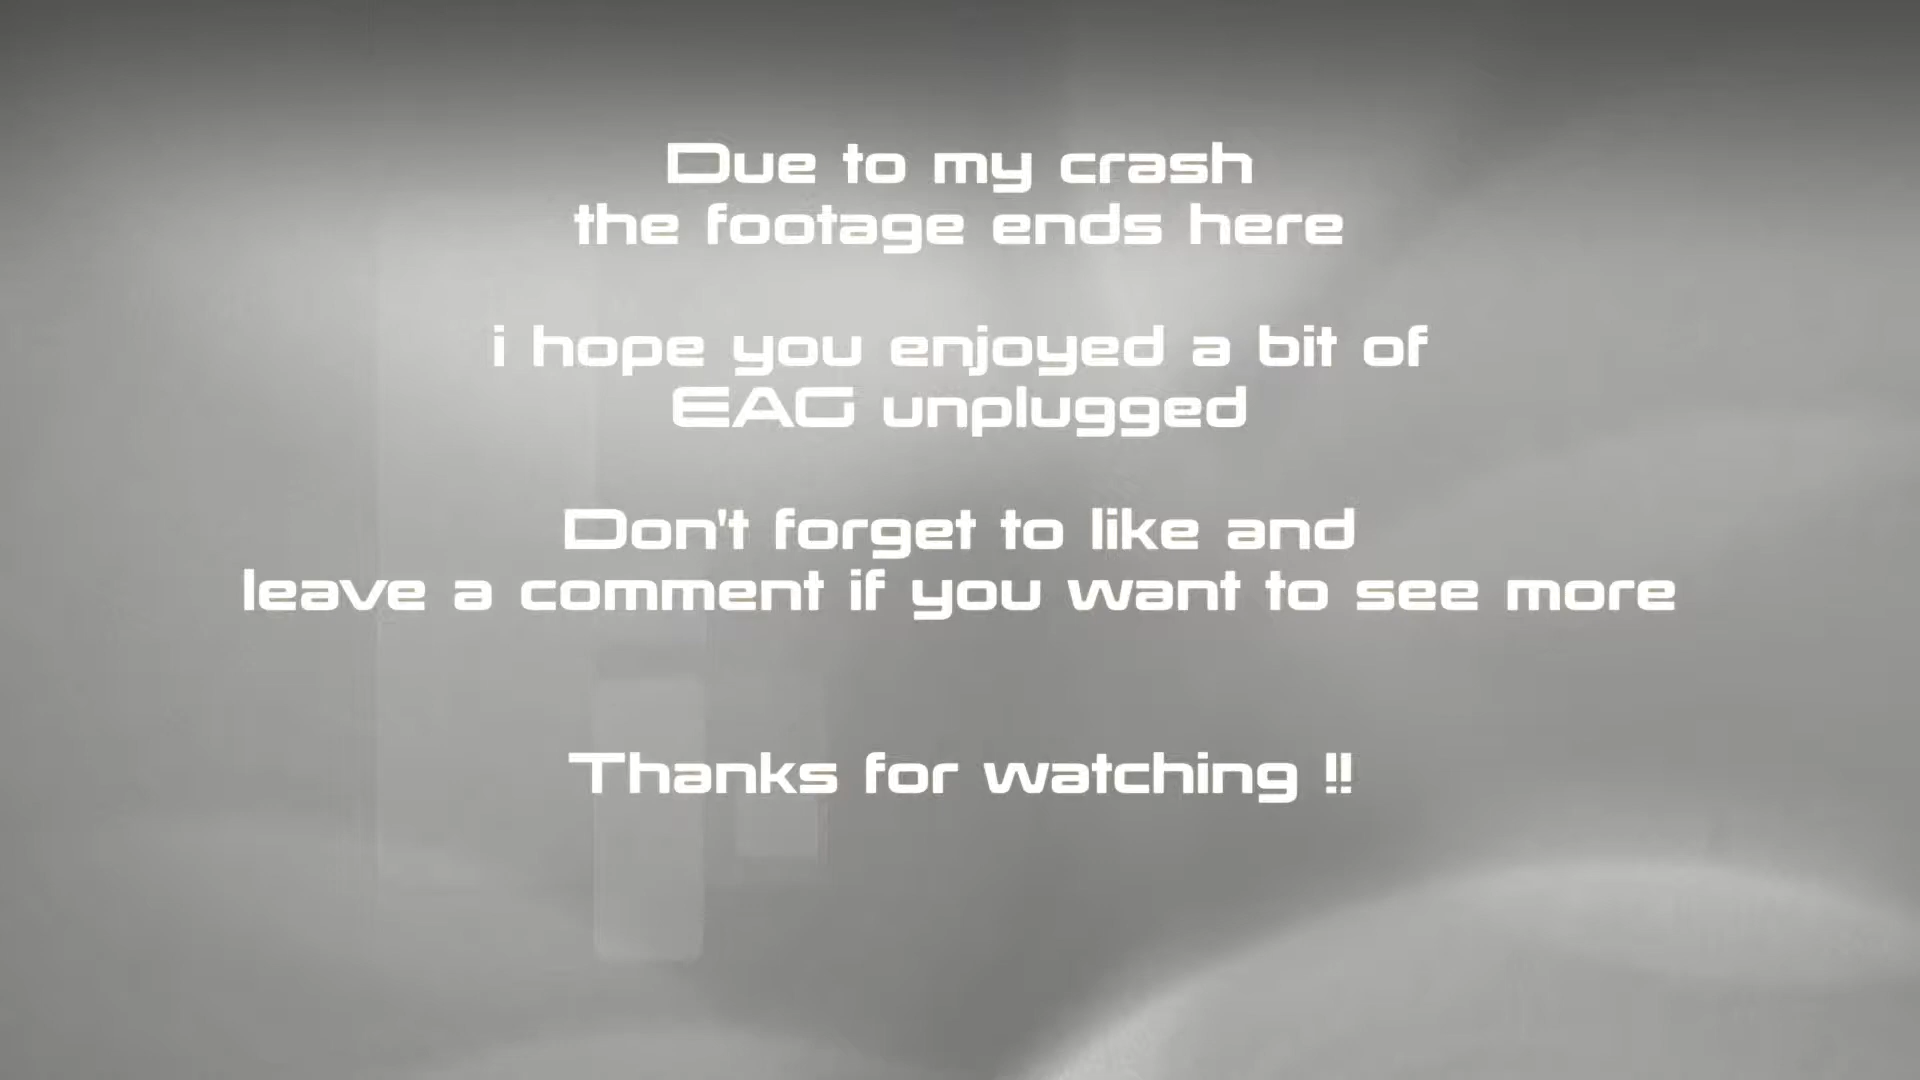 Due to my crash
the footage ends here
i hope you enjoyed a bit of
EAG unplugged
Don't forget to like and
leave a comment if you want to see more
Thanks for watching !!